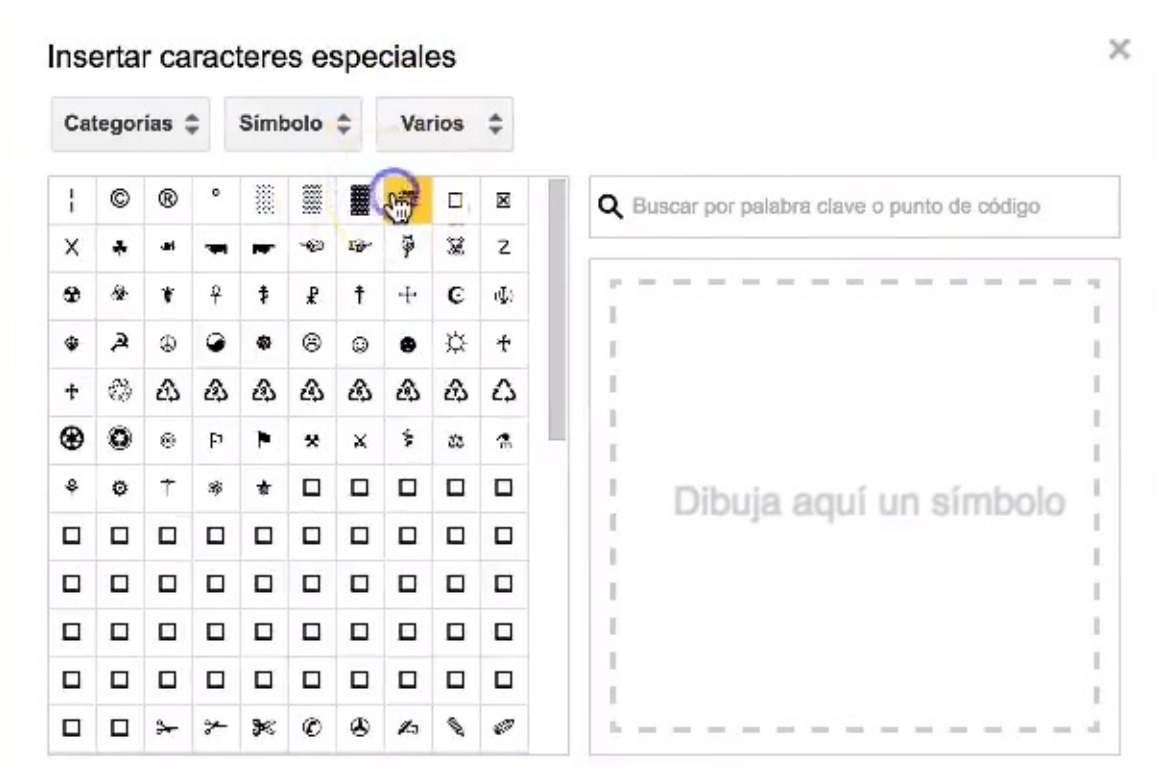 Insertar caracteres especiales
Categorías Símbolo Varios
Buscar por palabra clave o punto de código
Dibuja aquí un símbolo